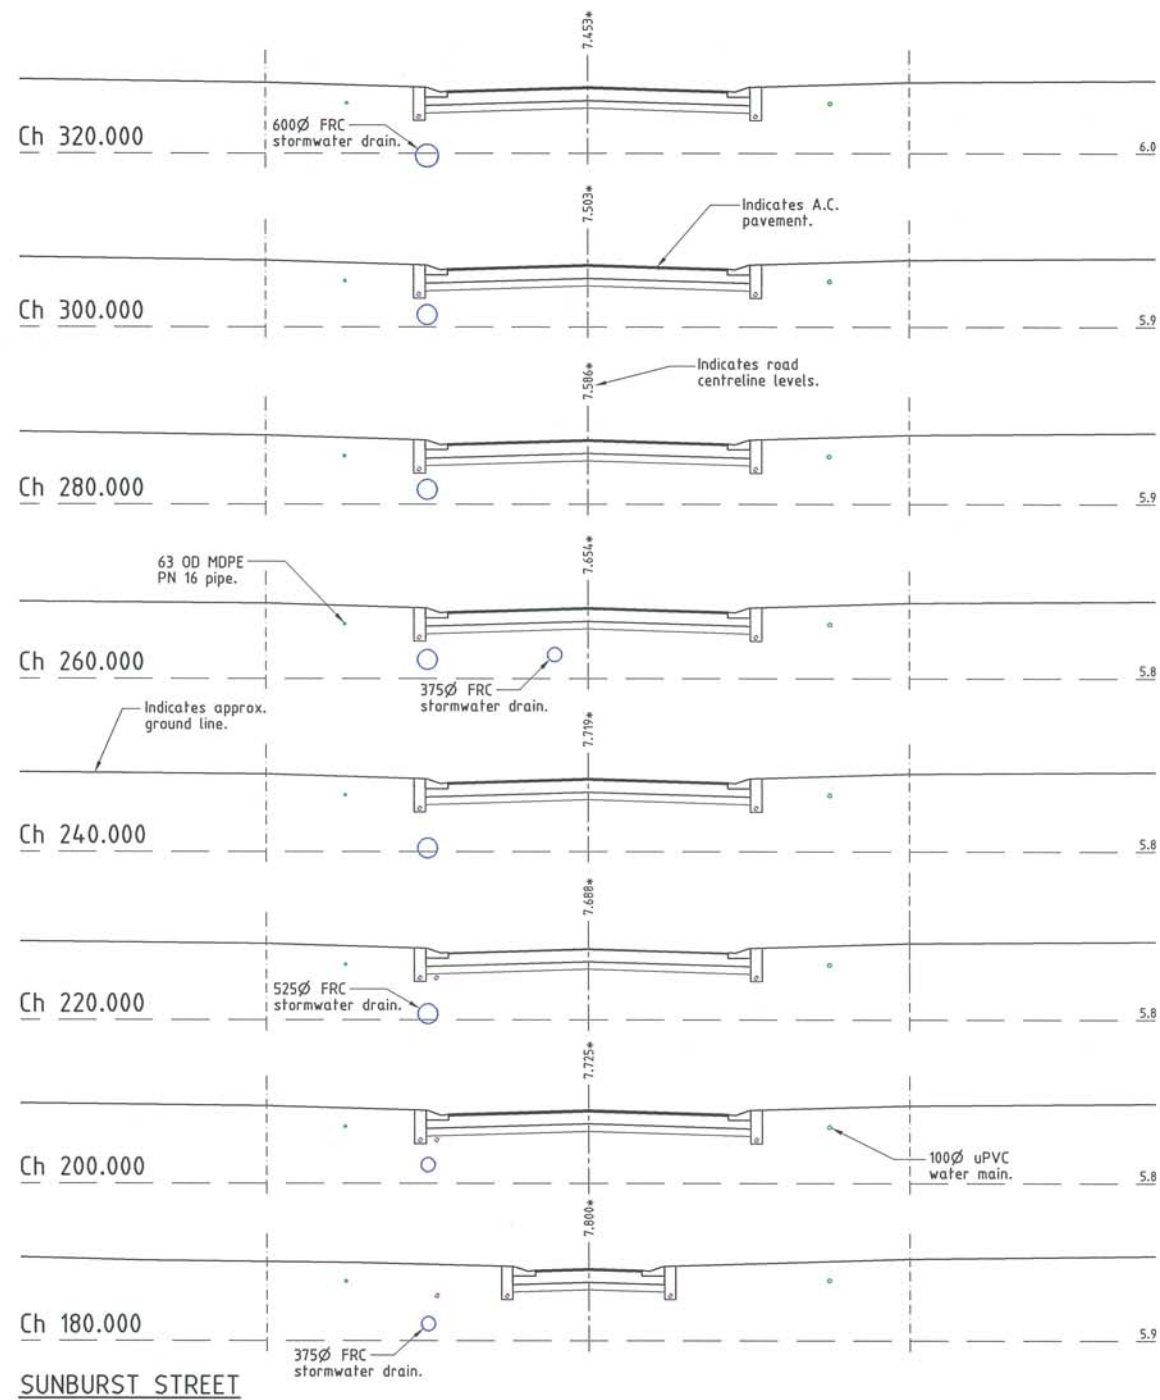 7.453*
600Ø FRC
stormwater drain.
Ch 320.000
6.0
7.503*
Indicates A.C.
pavement.
Ch 300.000
5.9
7.586*
Indicates road
centreline levels.
Ch 280.000
5.9
7.654*
63 OD MDPE
PN 16 pipe.
Ch 260.000
5.8
375Ø FRC
stormwater drain.
Indicates approx.
ground line.
7.719*
Ch 240.000
5.8
7.688*
525Ø FRC
stormwater drain.
Ch 220.000
5.8
7.725*
100Ø uPVC
water main.
Ch 200.000
5.8
7.800*
Ch 180.000
5.9
375Ø FRC
stormwater drain.
SUNBURST STREET